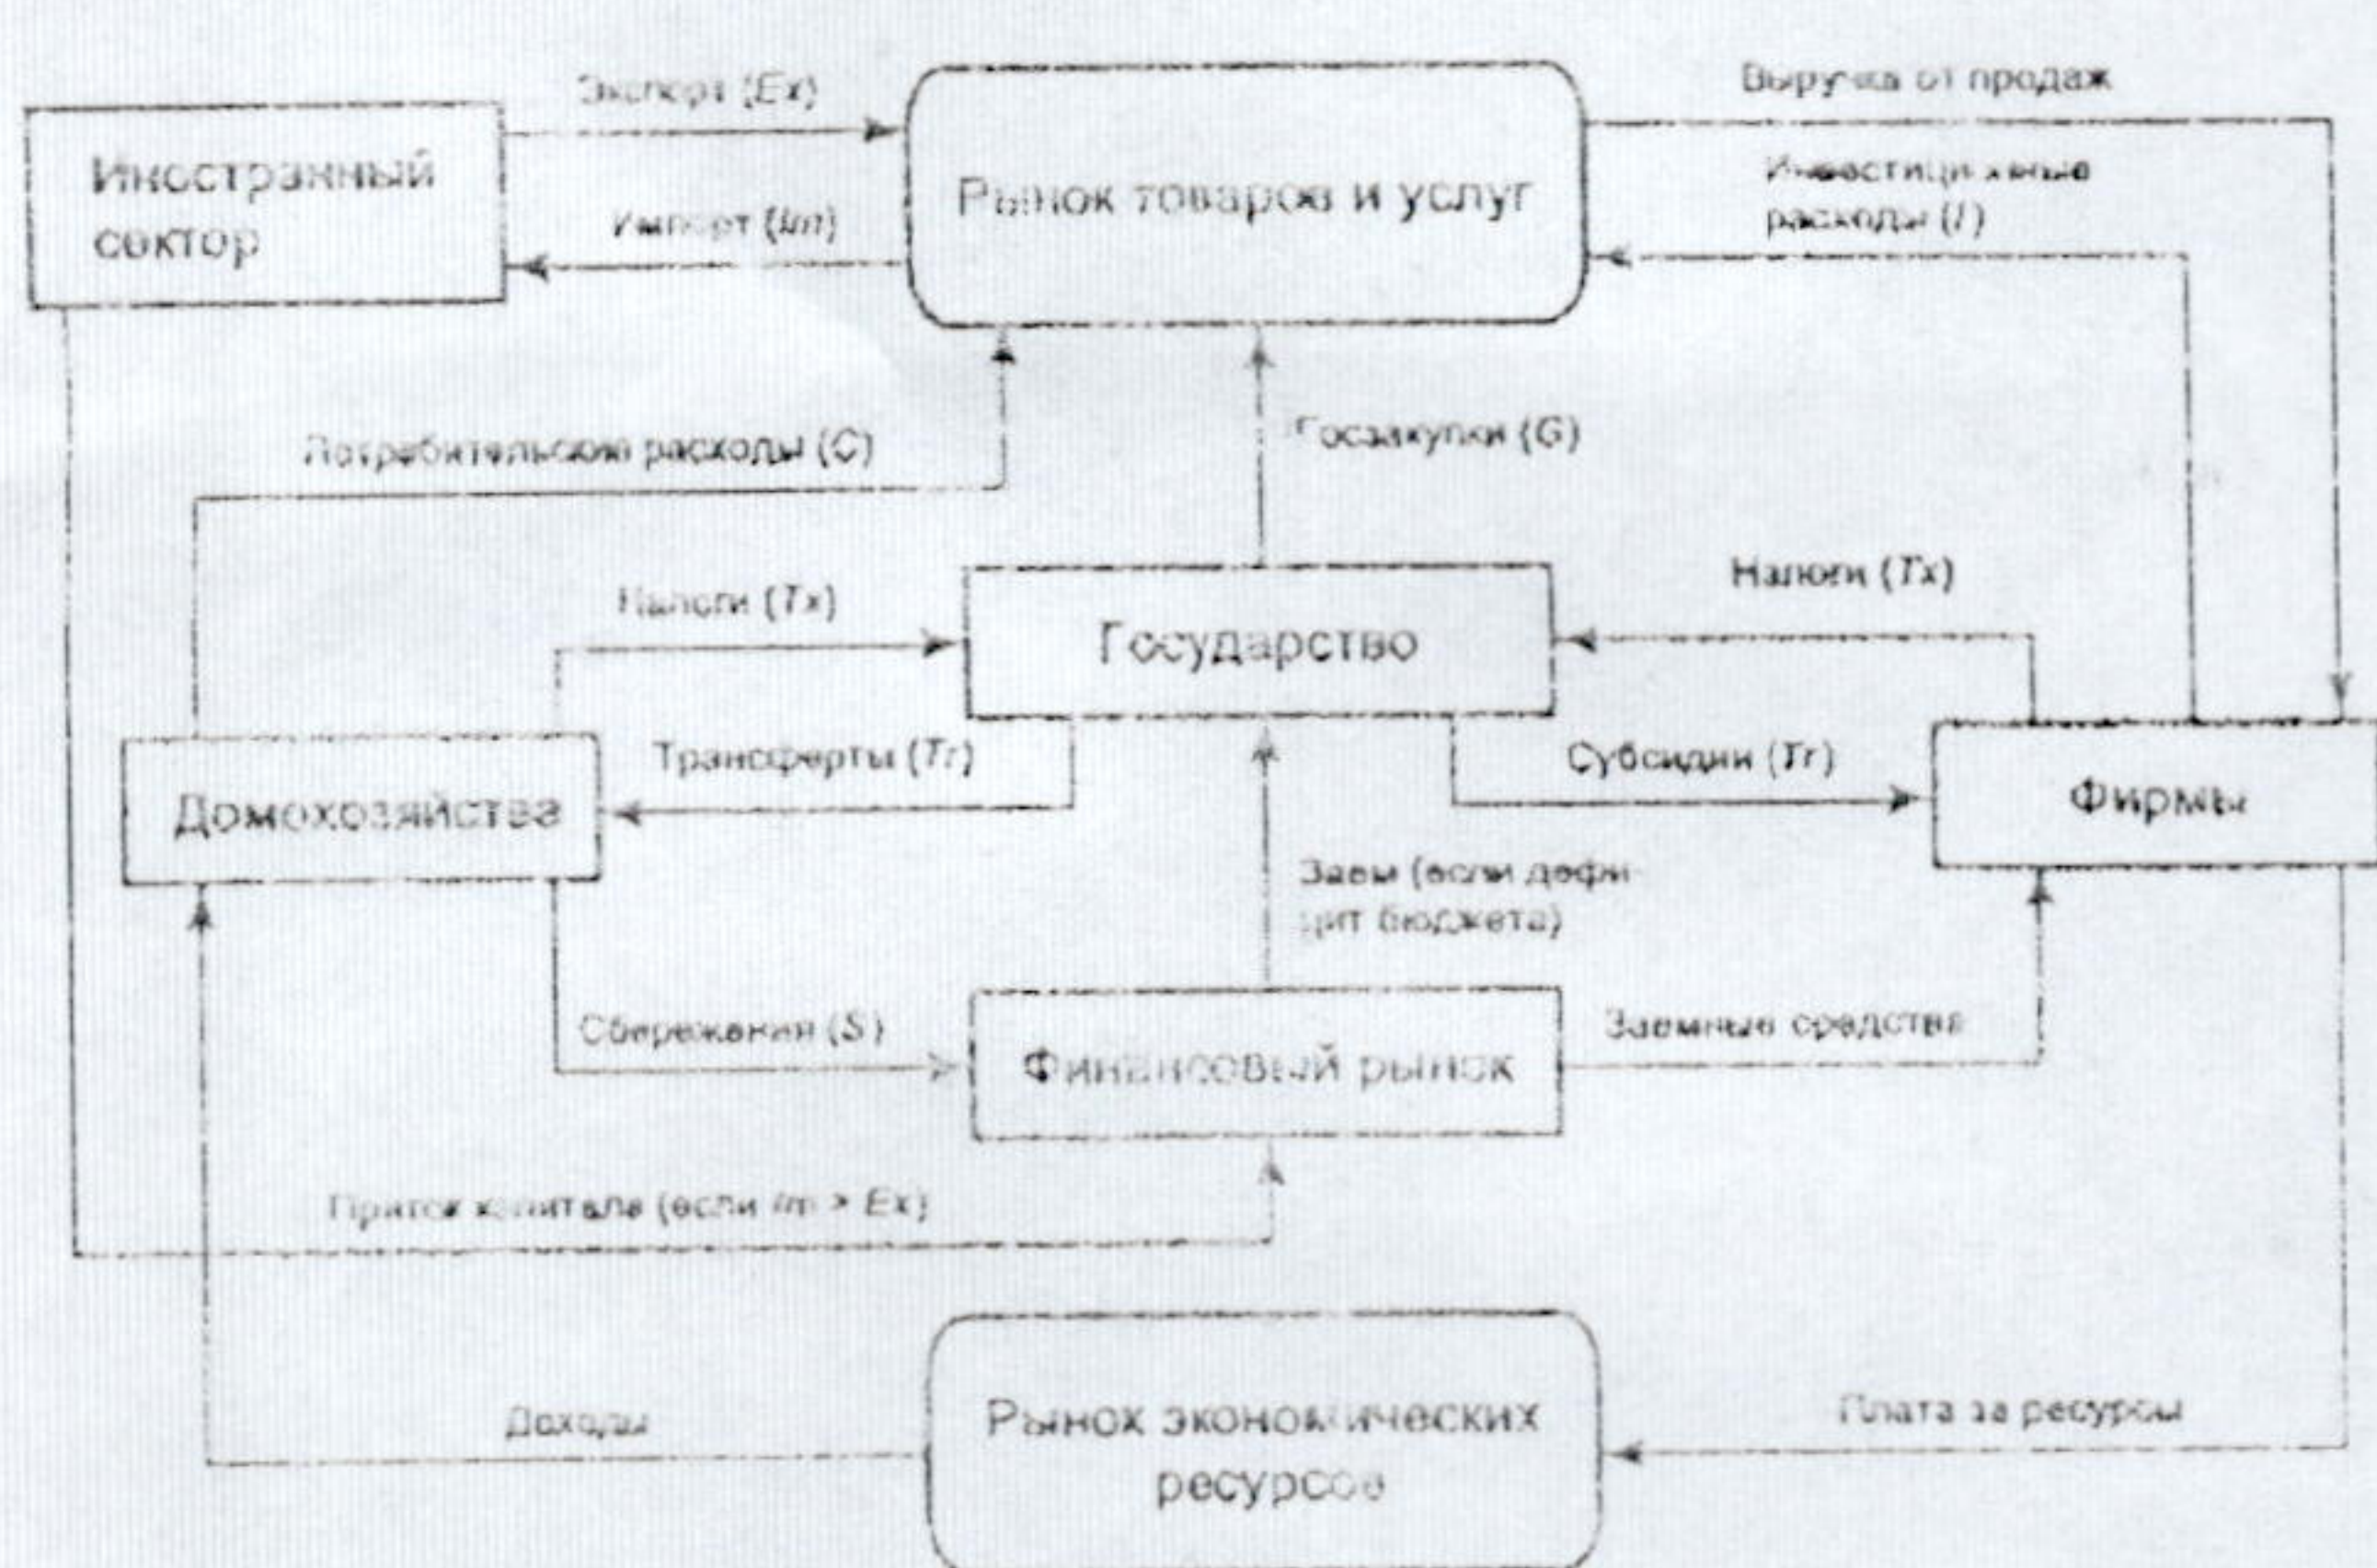 Экспорт (Ex)
Выручка от продаж
Иностранный
сектор
Рынок товаров и услуг
Инвестиционные
расходы (I)
Импорт (Im)
Потребительские расходы (C)
Госзакупки (G)
Налоги (Tx)
Налоги (Tx)
Государство
Трансферты (Tr)
Субсидии (Tr)
Домохозяйства
Фирмы
Заем (если дефи-
цит бюджета)
Сбережения (S)
Заемные средства
Финансовый рынок
Приток капитала (если Im > Ex)
Рынок экономических
ресурсов
Доходы
Плата за ресурсы